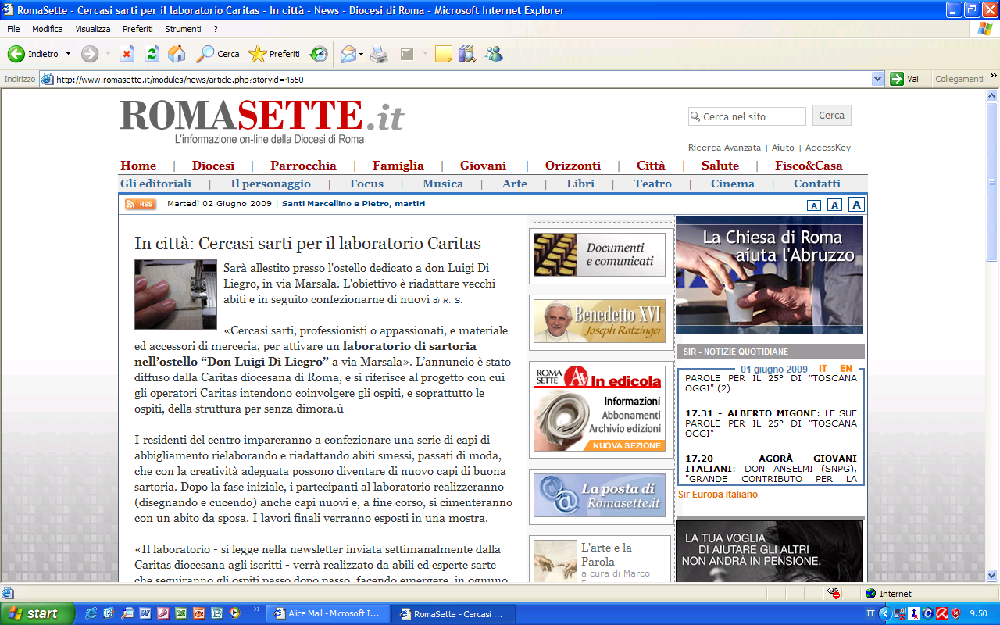 RomaSette - Cercasi sarti per il laboratorio Caritas - In città - News - Diocesi di Roma - Microsoft Internet Explorer
File Modifica Visualizza Preferiti Strumenti ?
Indietro Cerca Preferiti
Indirizzo http://www.romasette.it/modules/news/article.php?storyid=4550 Vai Collegamenti »
ROMASETTE.it
L'informazione on-line della Diocesi di Roma
Cerca nel sito... Cerca
Ricerca Avanzata | Aiuto | AccessKey
Home | Diocesi | Parrocchia | Famiglia | Giovani | Orizzonti | Città | Salute | Fisco&Casa
Gli editoriali | Il personaggio | Focus | Musica | Arte | Libri | Teatro | Cinema | Contatti
RSS Martedì 02 Giugno 2009 | Santi Marcellino e Pietro, martiri A A A
In città: Cercasi sarti per il laboratorio Caritas
Sarà allestito presso l'ostello dedicato a don Luigi Di
Liegro, in via Marsala. L'obiettivo è riadattare vecchi
abiti e in seguito confezionarne di nuovi di R. S.
«Cercasi sarti, professionisti o appassionati, e materiale
ed accessori di merceria, per attivare un laboratorio di sartoria
nell’ostello “Don Luigi Di Liegro” a via Marsala». L’annuncio è stato
diffuso dalla Caritas diocesana di Roma, e si riferisce al progetto con cui
gli operatori Caritas intendono coinvolgere gli ospiti, e soprattutto le
ospiti, della struttura per senza dimora.ù
I residenti del centro impareranno a confezionare una serie di capi di
abbigliamento rielaborando e riadattando abiti smessi, passati di moda,
che con la creatività adeguata possono diventare di nuovo capi di buona
sartoria. Dopo la fase iniziale, i partecipanti al laboratorio realizzeranno
(disegnando e cucendo) anche capi nuovi e, a fine corso, si cimenteranno
con un abito da sposa. I lavori finali verranno esposti in una mostra.
«Il laboratorio - si legge nella newsletter inviata settimanalmente dalla
Caritas diocesana agli iscritti - verrà realizzato da abili ed esperte sarte
che seguiranno gli ospiti passo dopo passo, facendo emergere, in ognuno
Documenti
e comunicati
Benedetto XVI
Joseph Ratzinger
ROMA
SETTE Av In edicola
Informazioni
Abbonamenti
Archivio edizioni
NUOVA SEZIONE
La posta di
Romasette.it
L'arte e la
Parola
a cura di Marco
La Chiesa di Roma
aiuta l'Abruzzo
SIR - NOTIZIE QUOTIDIANE
01 giugno 2009 IT EN
PAROLE PER IL 25° DI "TOSCANA
OGGI" (2)
17.31 - ALBERTO MIGONE: LE SUE
PAROLE PER IL 25° DI "TOSCANA
OGGI"
17.20 - AGORÀ GIOVANI
ITALIANI: DON ANSELMI (SNPG),
"GRANDE CONTRIBUTO PER LA
Sir Europa Italiano
LA TUA VOGLIA
DI AIUTARE GLI ALTRI
NON ANDRÀ IN PENSIONE.
Internet
start » Alice Mail - Microsoft I... RomaSette - Cercasi ... IT 9.50